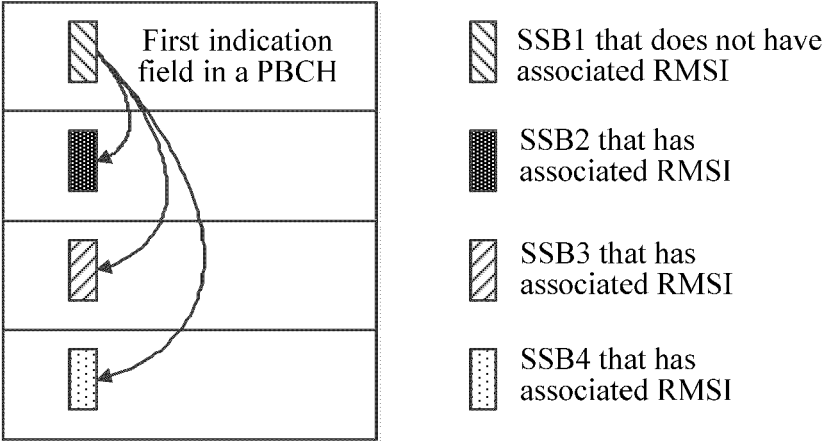 First indication
field in a PBCH
SSB1 that does not have
associated RMSI
SSB2 that has
associated RMSI
SSB3 that has
associated RMSI
SSB4 that has
associated RMSI